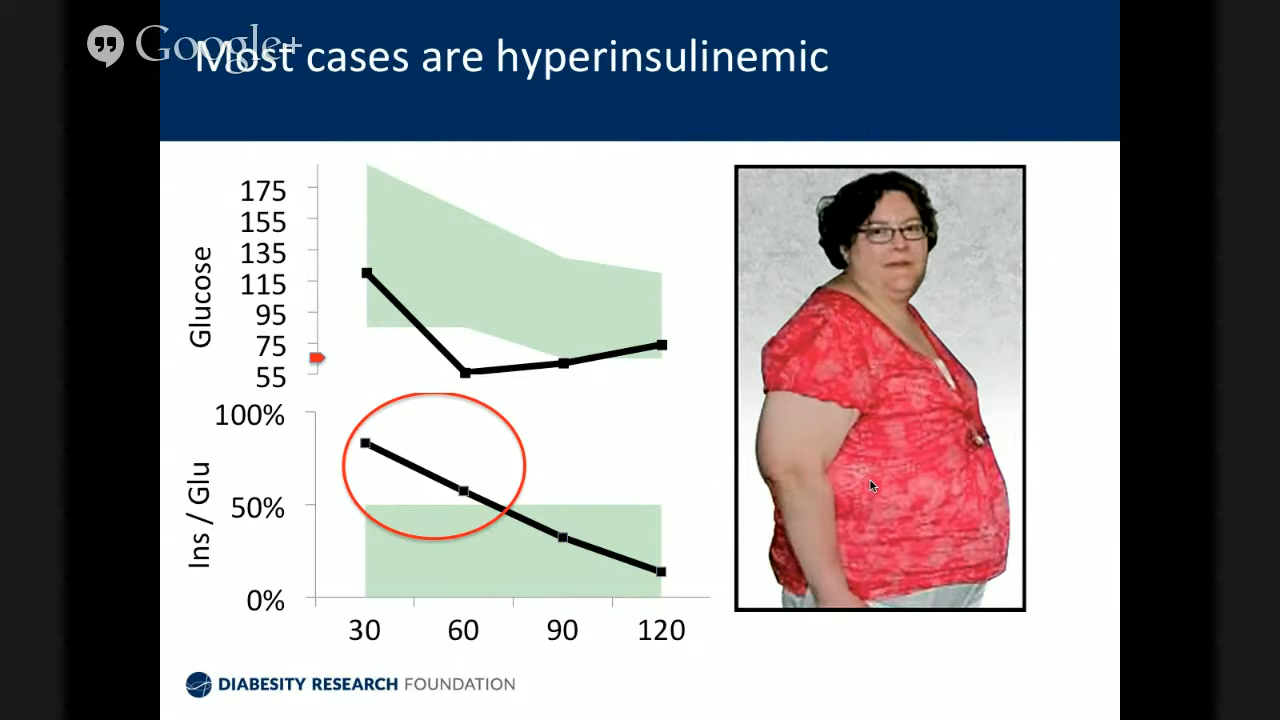 Google+
Most cases are hyperinsulinemic
Glucose
175
155
135
115
95
75
55
Ins / Glu
100%
50%
0%
30 60 90 120
DIABESITY RESEARCH FOUNDATION